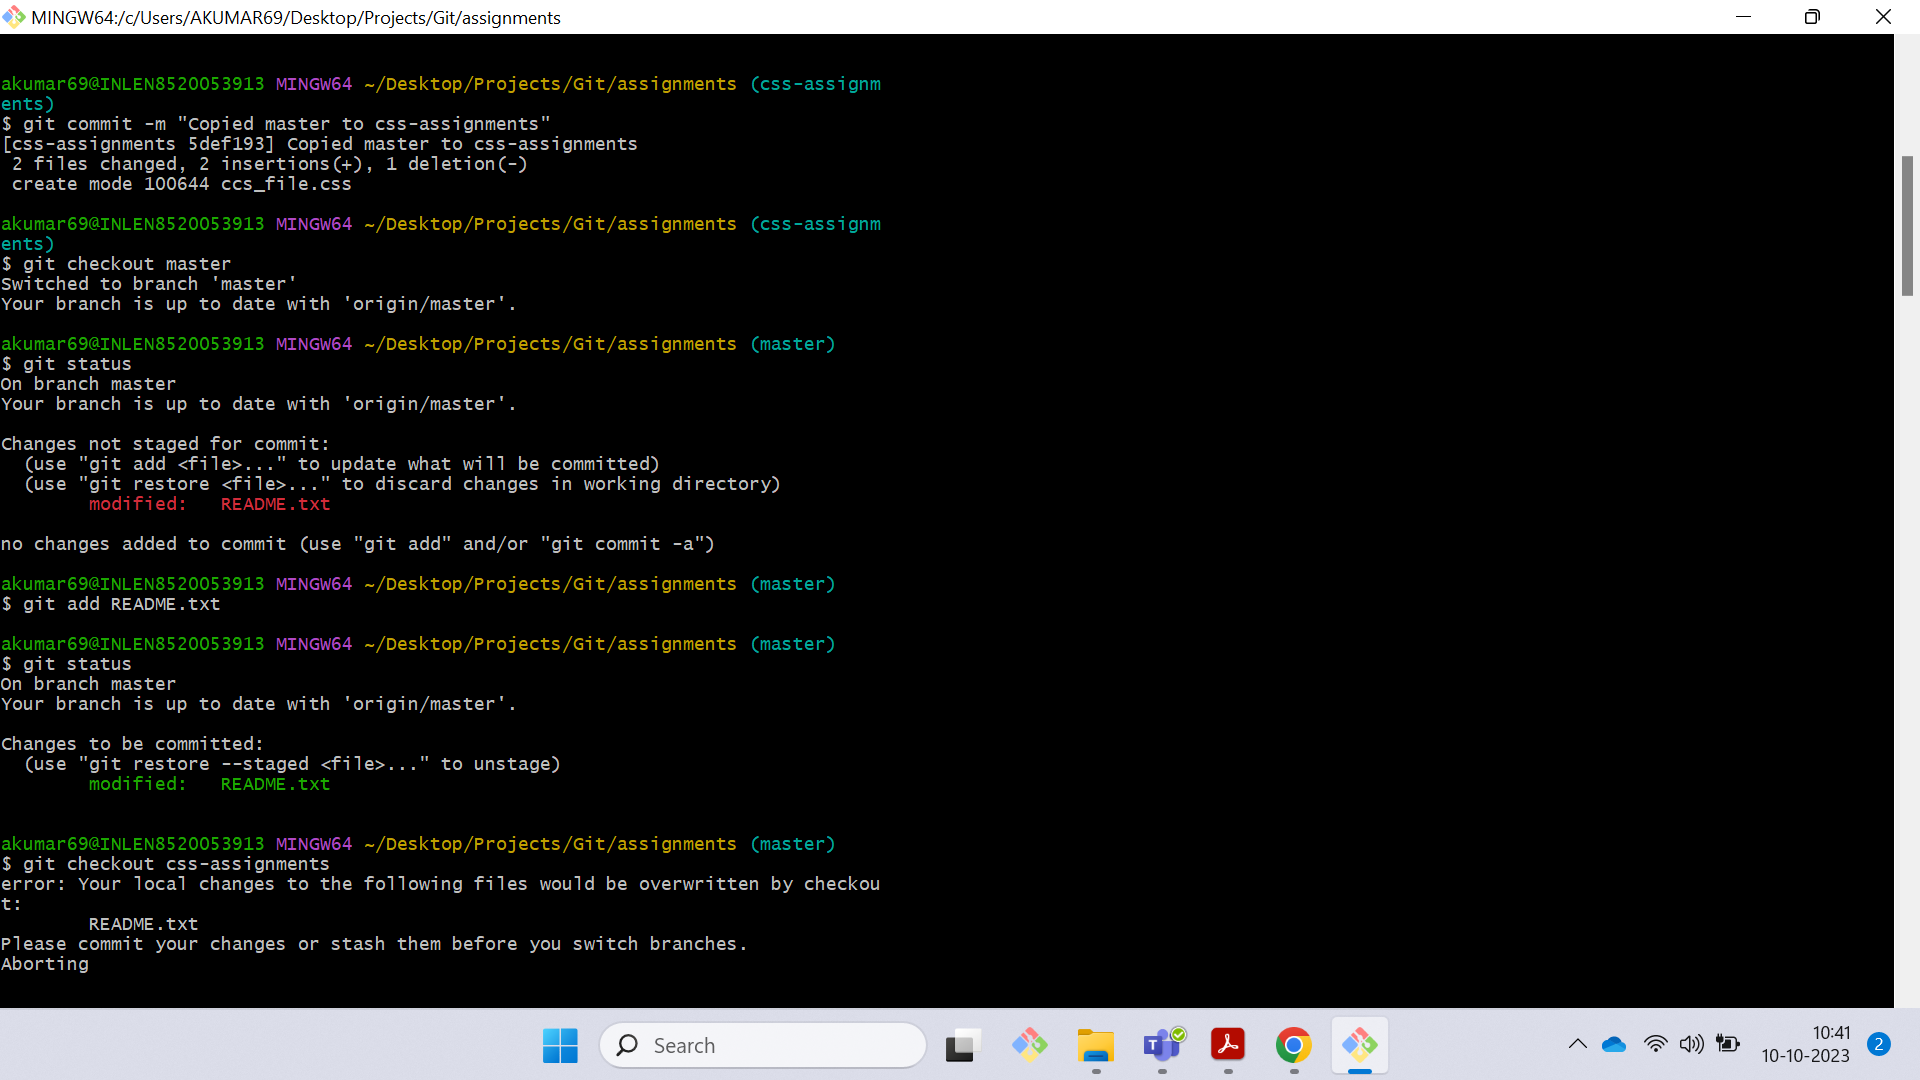 MINGW64:/c/Users/AKUMAR69/Desktop/Projects/Git/assignments
akumar69@INLEN8520053913 MINGW64 ~/Desktop/Projects/Git/assignments (css-assignm
ents)
$ git commit -m "Copied master to css-assignments"
[css-assignments 5def193] Copied master to css-assignments
 2 files changed, 2 insertions(+), 1 deletion(-)
 create mode 100644 ccs_file.css
akumar69@INLEN8520053913 MINGW64 ~/Desktop/Projects/Git/assignments (css-assignm
ents)
$ git checkout master
Switched to branch 'master'
Your branch is up to date with 'origin/master'.
akumar69@INLEN8520053913 MINGW64 ~/Desktop/Projects/Git/assignments (master)
$ git status
On branch master
Your branch is up to date with 'origin/master'.
Changes not staged for commit:
  (use "git add <file>..." to update what will be committed)
  (use "git restore <file>..." to discard changes in working directory)
        modified:   README.txt
no changes added to commit (use "git add" and/or "git commit -a")
akumar69@INLEN8520053913 MINGW64 ~/Desktop/Projects/Git/assignments (master)
$ git add README.txt
akumar69@INLEN8520053913 MINGW64 ~/Desktop/Projects/Git/assignments (master)
$ git status
On branch master
Your branch is up to date with 'origin/master'.
Changes to be committed:
  (use "git restore --staged <file>..." to unstage)
        modified:   README.txt
akumar69@INLEN8520053913 MINGW64 ~/Desktop/Projects/Git/assignments (master)
$ git checkout css-assignments
error: Your local changes to the following files would be overwritten by checkou
t:
        README.txt
Please commit your changes or stash them before you switch branches.
Aborting
Search
10:41
10-10-2023
2